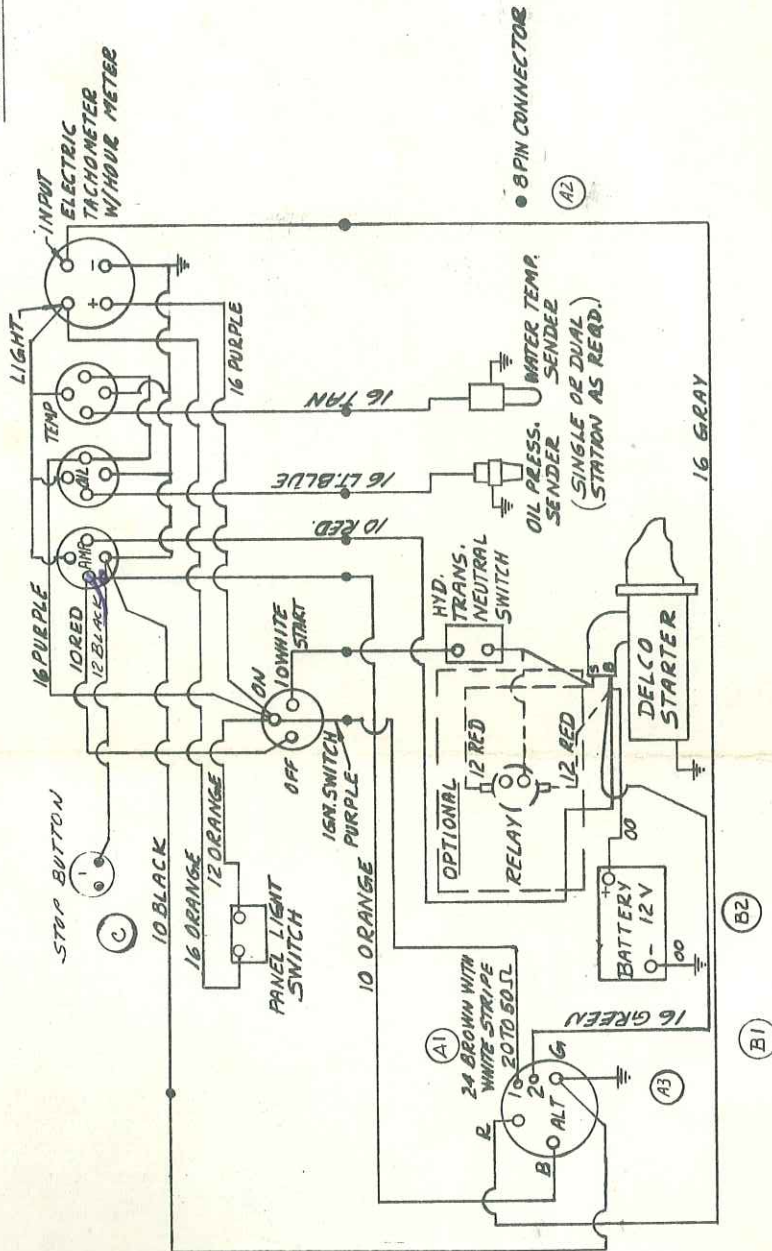 INPUT
ELECTRIC
TACHOMETER
W/HOUR METER
LIGHT
-
+
TEMP
OIL
AMP
16 PURPLE
16 PURPLE
10 RED
12 BLACK
STOP BUTTON
C
10 BLACK
16 ORANGE
12 ORANGE
PANEL LIGHT
SWITCH
ON
OFF
10 WHITE
START
IGN. SWITCH
PURPLE
10 ORANGE
16 TAN
16 LT. BLUE
10 RED.
• 8 PIN CONNECTOR
A2
WATER TEMP.
SENDER
(SINGLE OR DUAL
STATION AS REQD.)
OIL PRESS.
SENDER
HYD.
TRANS.
NEUTRAL
SWITCH
OPTIONAL
12 RED
RELAY
12 RED
S
B
DELCO
STARTER
16 GRAY
00
+
BATTERY
- 12V
00
B2
B1
A1
24 BROWN WITH
WHITE STRIPE
20 TO 60 Ω
16 GREEN
R
1
2
G
ALT
B
A3